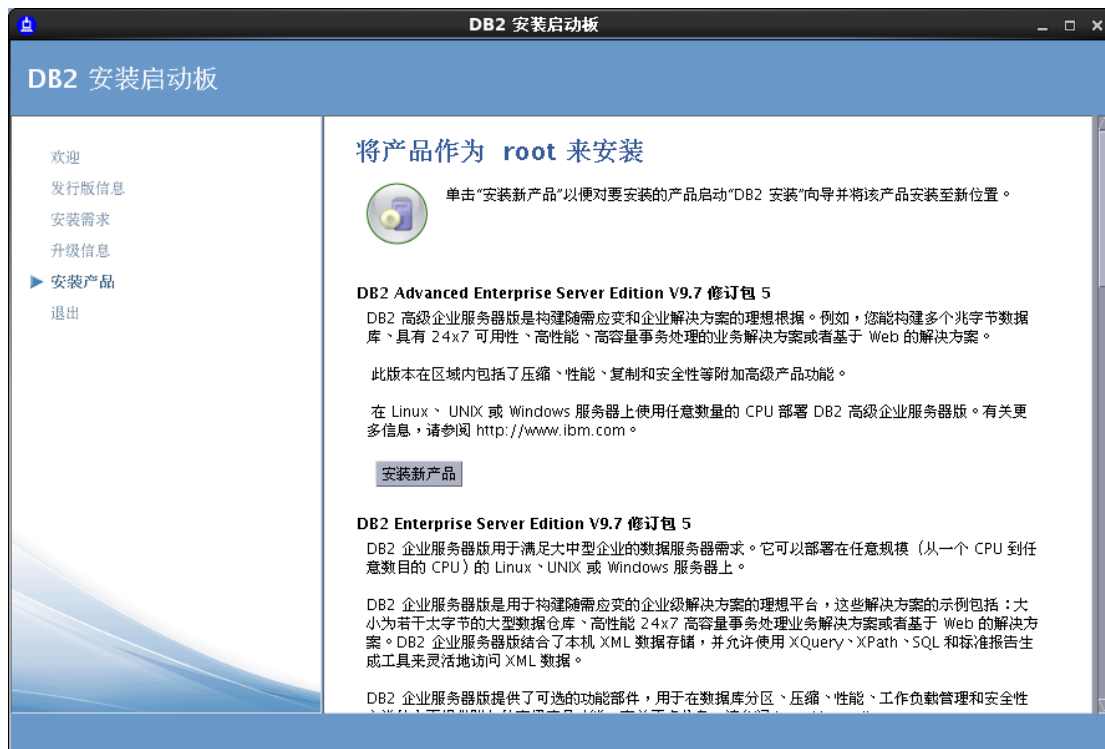 DB2 安装启动板
DB2 安装启动板
欢迎
发行版信息
安装需求
升级信息
安装产品
退出
将产品作为 root 来安装
单击“安装新产品”以便对要安装的产品启动“DB2 安装”向导并将该产品安装至新位置。
DB2 Advanced Enterprise Server Edition V9.7 修订包 5
DB2 高级企业服务器版是构建随需应变和企业解决方案的理想根据。例如，您能构建多个兆字节数据
库、具有 24x7 可用性、高性能、高容量事务处理的业务解决方案或者基于 Web 的解决方案。
此版本在区域内包括了压缩、性能、复制和安全性等附加高级产品功能。
在 Linux、 UNIX 或 Windows 服务器上使用任意数量的 CPU 部署 DB2 高级企业服务器版。有关更
多信息，请参阅 http://www.ibm.com。
安装新产品
DB2 Enterprise Server Edition V9.7 修订包 5
DB2 企业服务器版用于满足大中型企业的数据服务器需求。它可以部署在任意规模（从一个 CPU 到任
意数目的 CPU）的 Linux、UNIX 或 Windows 服务器上。
DB2 企业服务器版是用于构建随需应变的企业级解决方案的理想平台，这些解决方案的示例包括：大
小为若干太字节的大型数据仓库、高性能 24x7 高容量事务处理业务解决方案或者基于 Web 的解决方
案。DB2 企业服务器版结合了本机 XML 数据存储，并允许使用 XQuery、XPath、SQL 和标准报告生
成工具来灵活地访问 XML 数据。
DB2 企业服务器版提供了可选的功能部件，用于在数据库分区、压缩、性能、工作负载管理和安全性